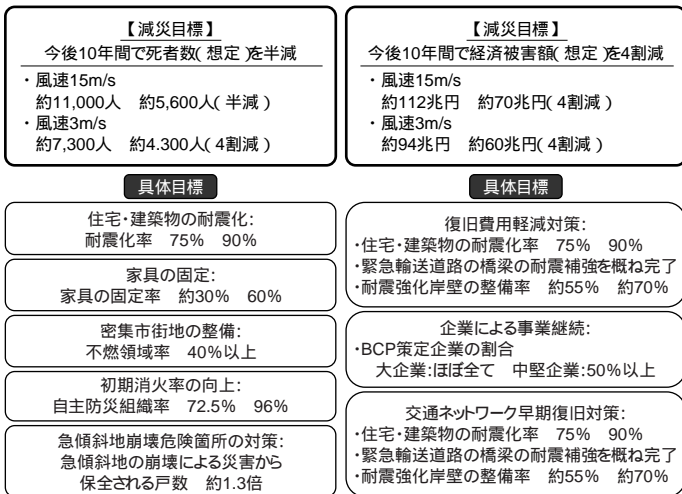 【減災目標】
今後10年間で死者数(想定)を半減
・風速15m/s
約11,000人 約5,600人(半減)
・風速3m/s
約7,300人 約4.300人(4割減)
具体目標
住宅・建築物の耐震化:
耐震化率 75% 90%
家具の固定:
家具の固定率 約30% 60%
密集市街地の整備:
不燃領域率 40%以上
初期消火率の向上:
自主防災組織率 72.5% 96%
急傾斜地崩壊危険箇所の対策:
急傾斜地の崩壊による災害から
保全される戸数 約1.3倍
【減災目標】
今後10年間で経済被害額(想定)を4割減
・風速15m/s
約112兆円 約70兆円(4割減)
・風速3m/s
約94兆円 約60兆円(4割減)
具体目標
復旧費用軽減対策:
・住宅・建築物の耐震化率 75% 90%
・緊急輸送道路の橋梁の耐震補強を概ね完了
・耐震強化岸壁の整備率 約55% 約70%
企業による事業継続:
・BCP策定企業の割合
大企業:ほぼ全て 中堅企業:50%以上
交通ネットワーク早期復旧対策:
・住宅・建築物の耐震化率 75% 90%
・緊急輸送道路の橋梁の耐震補強を概ね完了
・耐震強化岸壁の整備率 約55% 約70%